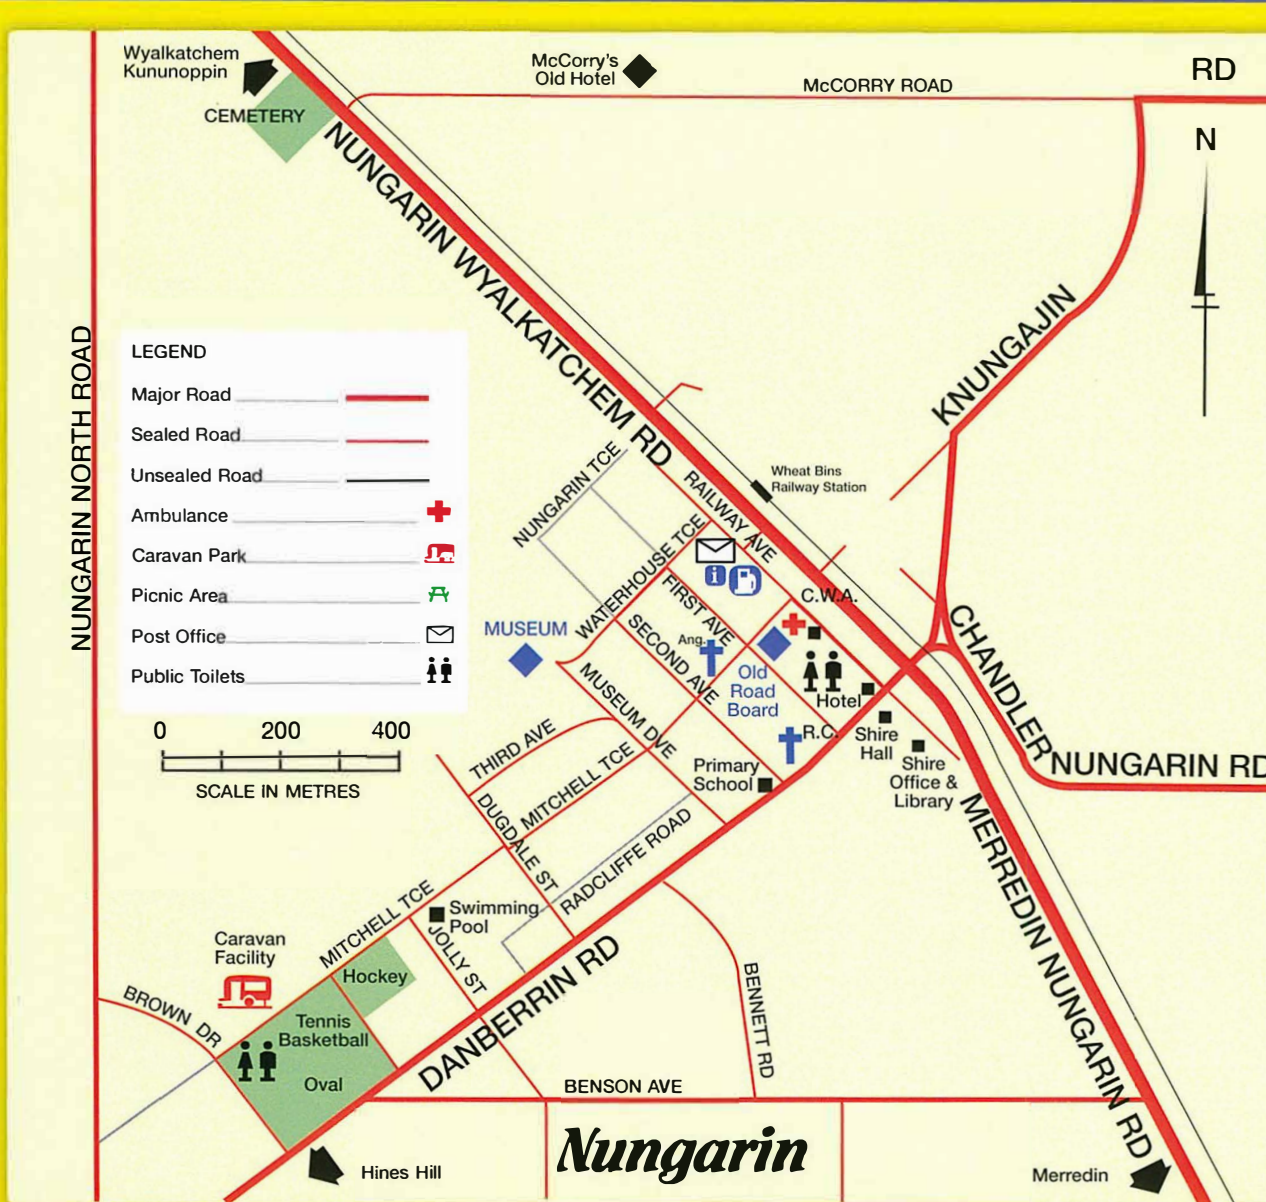 Wyalkatchem
Kununoppin
CEMETERY
McCorry's
Old Hotel
McCORRY ROAD
RD
N
NUNGARIN WYALKATCHEM RD
KNUNGAJIN
NUNGARIN NORTH ROAD
LEGEND
Major Road
Sealed Road
Unsealed Road
Ambulance
Caravan Park
Picnic Area
Post Office
Public Toilets
0 200 400
SCALE IN METRES
NUNGARIN TCE
RAILWAY AVE
Wheat Bins
Railway Station
WATERHOUSE TCE
i
FIRST AVE
SECOND AVE
C.W.A.
MUSEUM
Ang.
Old
Road
Board
Hotel
R.C.
Shire
Hall
Shire
Office &
Library
CHANDLER
NUNGARIN RD
MUSEUM DVE
THIRD AVE
MITCHELL TCE
Primary
School
DUGDALE ST
RADCLIFFE ROAD
MERREDIN NUNGARIN RD
MITCHELL TCE
Swimming
Pool
JOLLY ST
Caravan
Facility
Hockey
BROWN DR
Tennis
Basketball
Oval
DANBERRIN RD
BENNETT RD
BENSON AVE
Nungarin
Hines Hill
Merredin